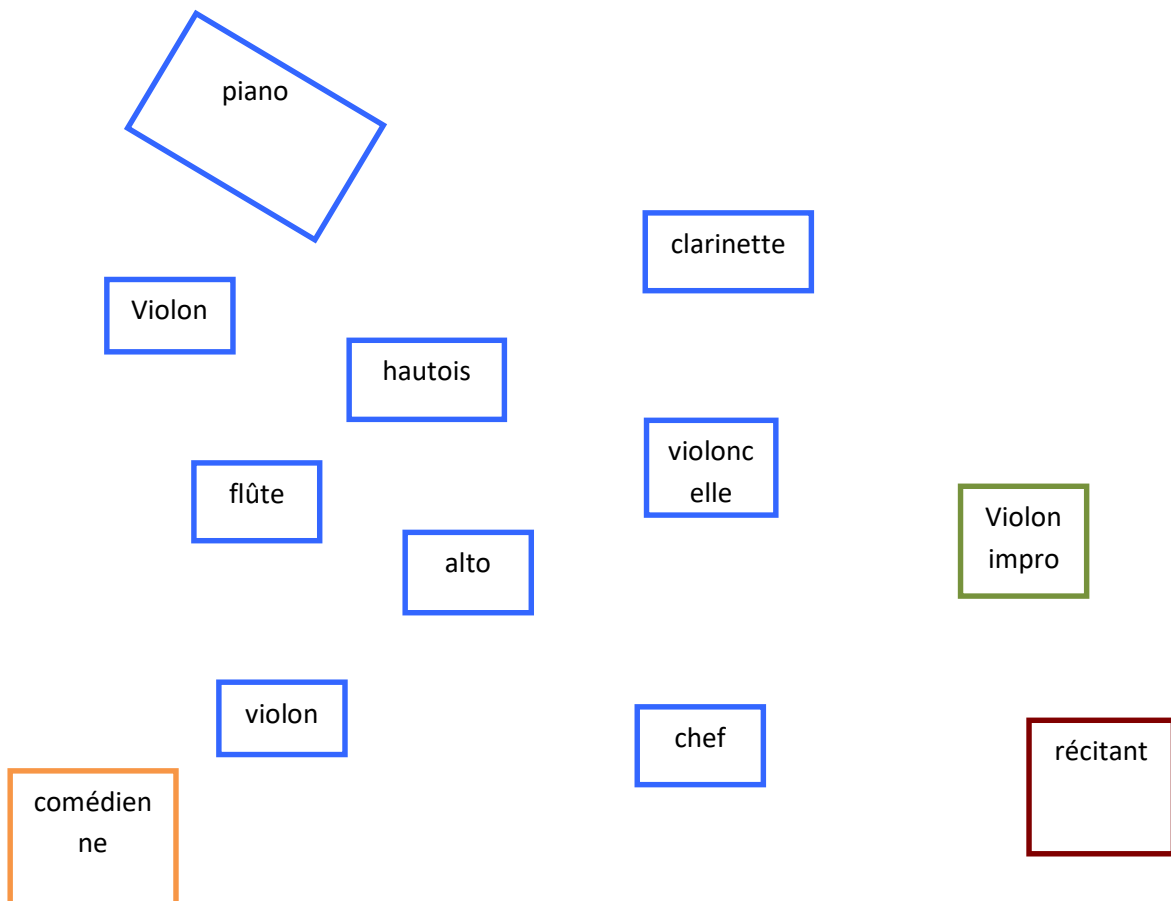 piano
clarinette
Violon
hautois
violonc
elle
flûte
Violon
impro
alto
violon
chef
récitant
comédien
ne